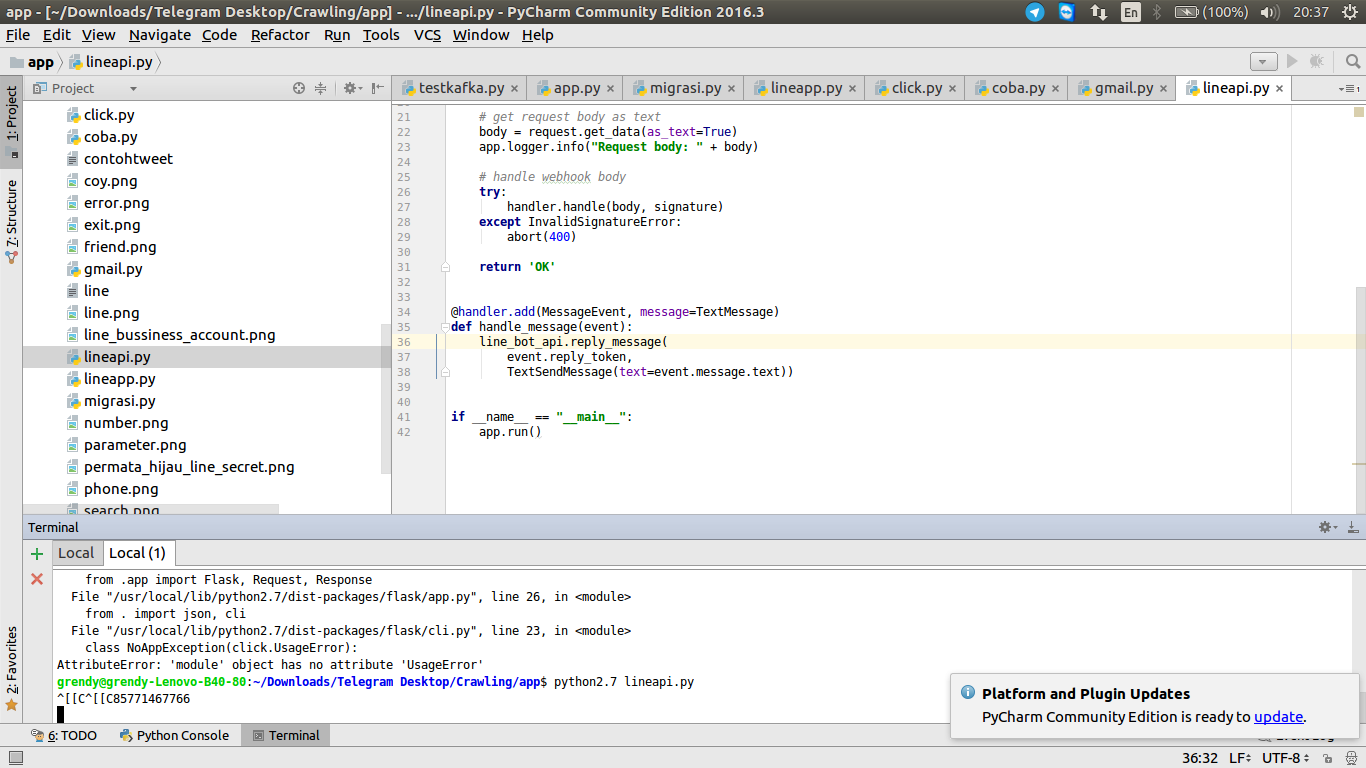 app - [~/Downloads/Telegram Desktop/Crawling/app] - .../lineapi.py - PyCharm Community Edition 2016.3
En (100%) 20:37
File Edit View Navigate Code Refactor Run Tools VCS Window Help
app lineapi.py
Project
testkafka.py app.py migrasi.py lineapp.py click.py coba.py gmail.py lineapi.py
1: Project
7: Structure
2: Favorites
click.py
coba.py
contohtweet
coy.png
error.png
exit.png
friend.png
gmail.py
line
line.png
line_bussiness_account.png
lineapi.py
lineapp.py
migrasi.py
number.png
parameter.png
permata_hijau_line_secret.png
phone.png
search.png
21 # get request body as text
22 body = request.get_data(as_text=True)
23 app.logger.info("Request body: " + body)
24
25 # handle webhook body
26 try:
27 handler.handle(body, signature)
28 except InvalidSignatureError:
29 abort(400)
30
31 return 'OK'
32
33
34 @handler.add(MessageEvent, message=TextMessage)
35 def handle_message(event):
36 line_bot_api.reply_message(
37 event.reply_token,
38 TextSendMessage(text=event.message.text))
39
40
41 if __name__ == "__main__":
42 app.run()
Terminal
Local Local (1)
from .app import Flask, Request, Response
File "/usr/local/lib/python2.7/dist-packages/flask/app.py", line 26, in <module>
from . import json, cli
File "/usr/local/lib/python2.7/dist-packages/flask/cli.py", line 23, in <module>
class NoAppException(click.UsageError):
AttributeError: 'module' object has no attribute 'UsageError'
grendy@grendy-Lenovo-B40-80:~/Downloads/Telegram Desktop/Crawling/app$ python2.7 lineapi.py
^[[C^[[C85771467766
Platform and Plugin Updates
PyCharm Community Edition is ready to update.
6: TODO Python Console Terminal
36:32 LF UTF-8